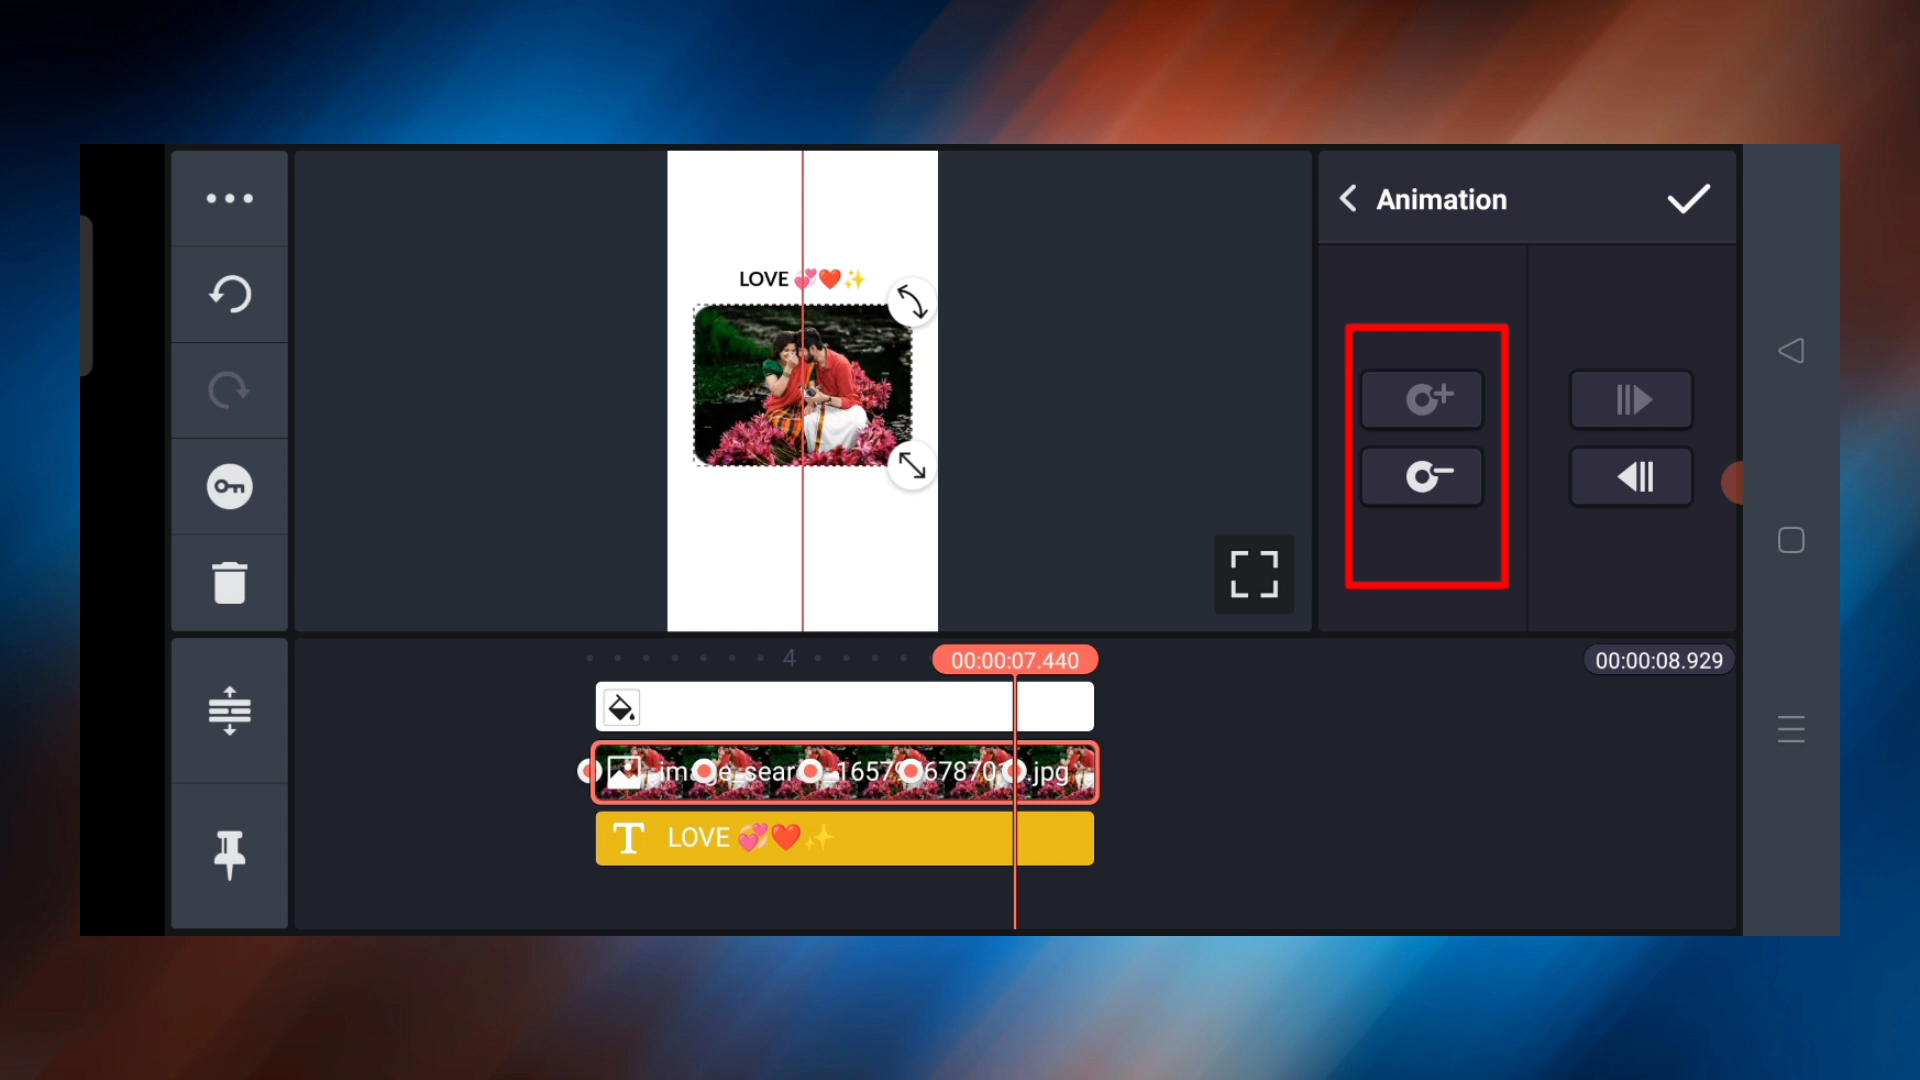 Animation
LOVE 💞❤️✨
4
00:00:07.440
00:00:08.929
T LOVE 💞❤️✨